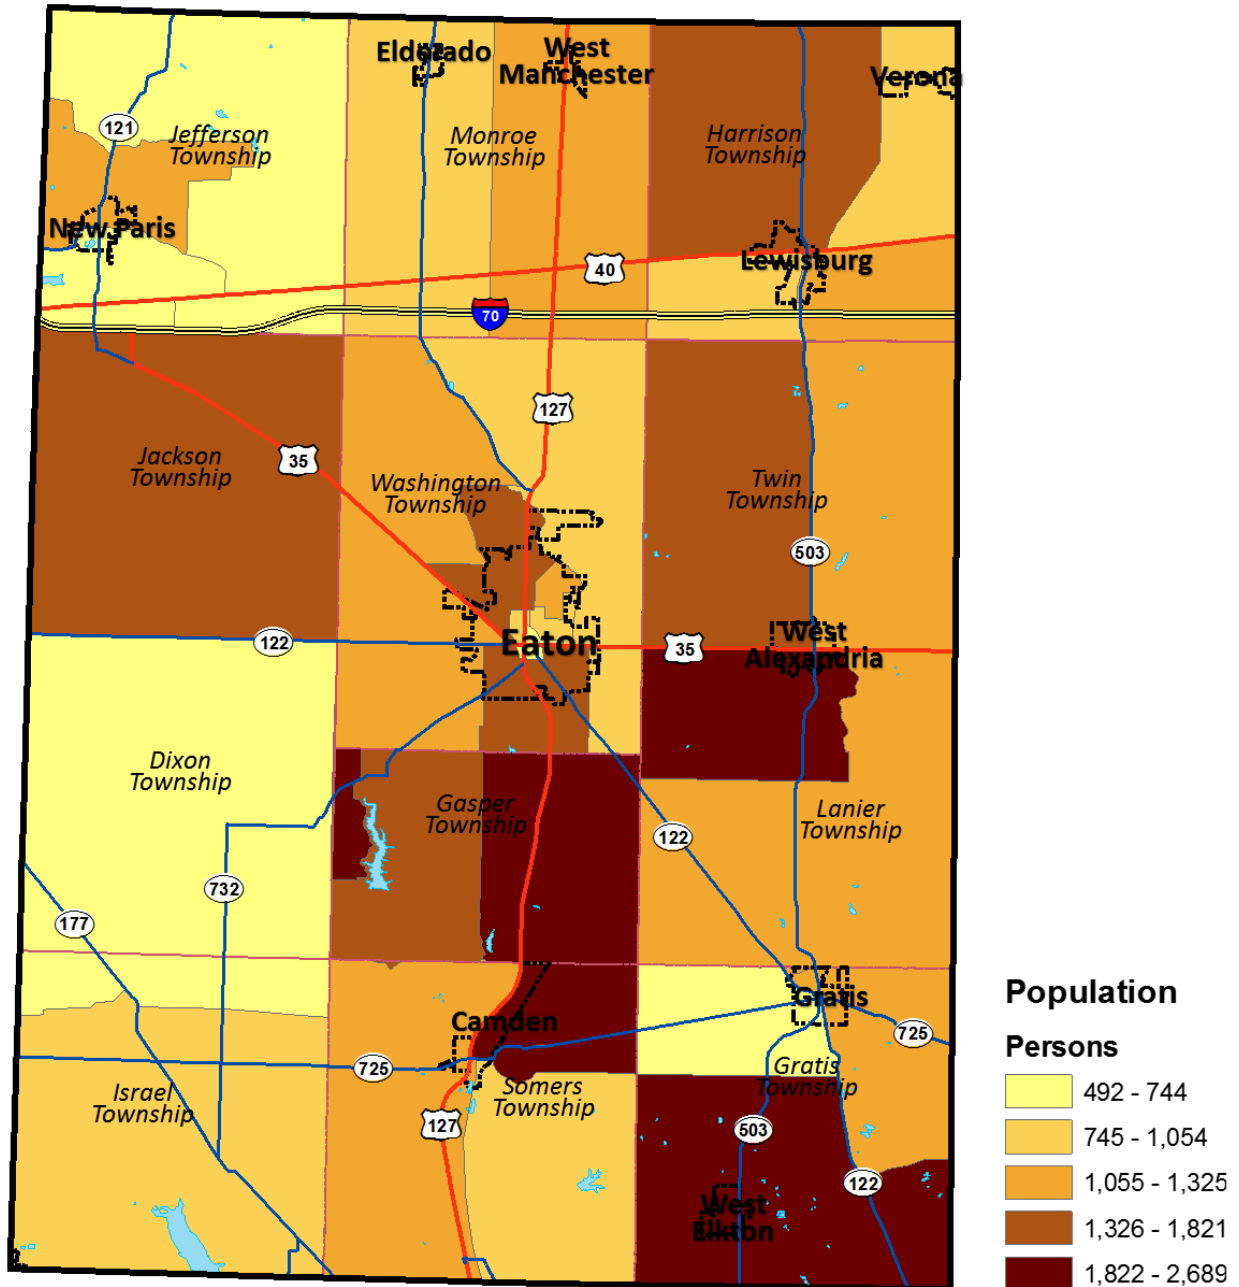 Eldorado
West
Manchester
Verona
121
Jefferson
Township
Monroe
Township
Harrison
Township
New Paris
Lewisburg
40
70
127
Jackson
Township
35
Washington
Township
Twin
Township
503
122
Eaton
35
West
Alexandria
Dixon
Township
Gasper
Township
Lanier
Township
122
732
177
Gratis
Camden
725
725
Gratis
Township
Israel
Township
Somers
Township
127
503
122
West
Elkton
Population
Persons
492 - 744
745 - 1,054
1,055 - 1,325
1,326 - 1,821
1,822 - 2,689